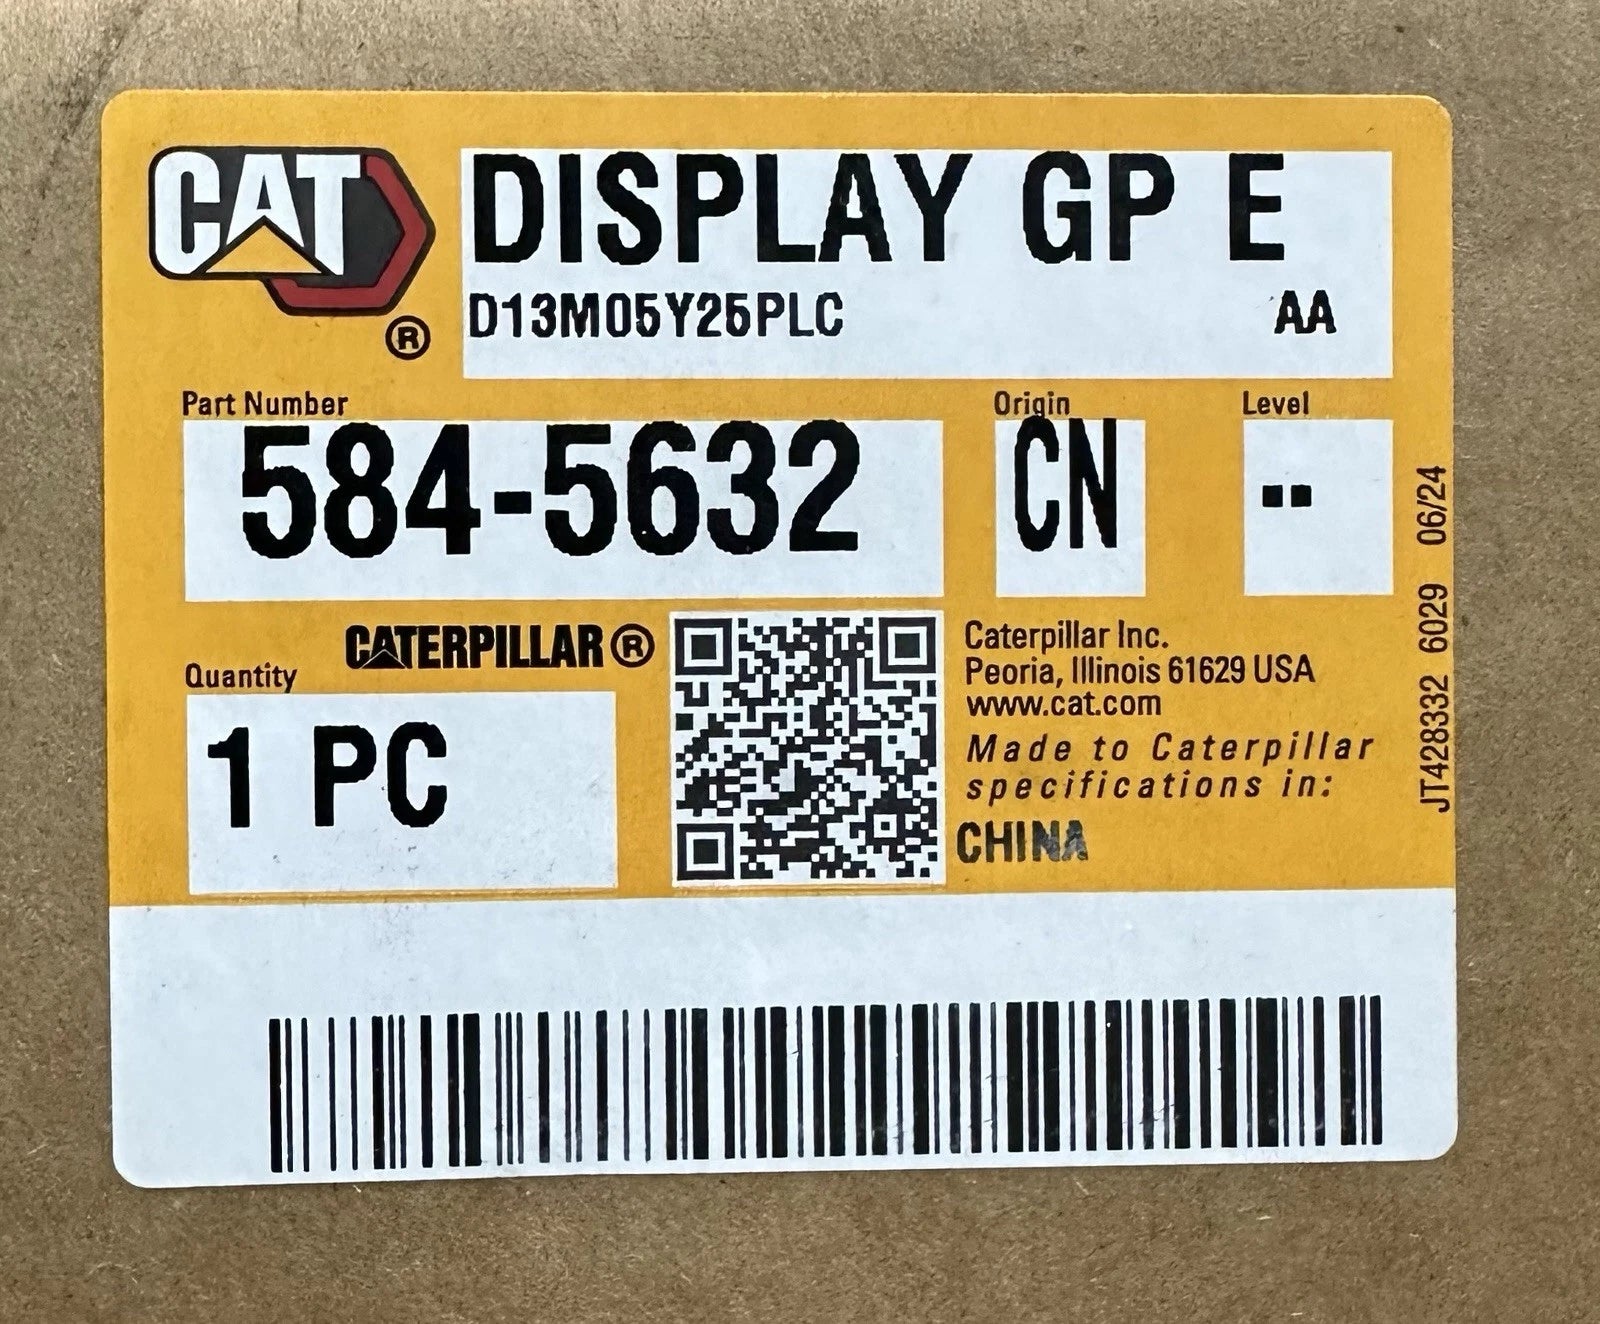 CAT
®
DISPLAY GP E
D13M05Y25PLC AA
Part Number
584-5632
Origin
CN
Level
--
CATERPILLAR®
Quantity
1 PC
Caterpillar Inc.
Peoria, Illinois 61629 USA
www.cat.com
Made to Caterpillar
specifications in:
CHINA
JT428332 6029 06/24